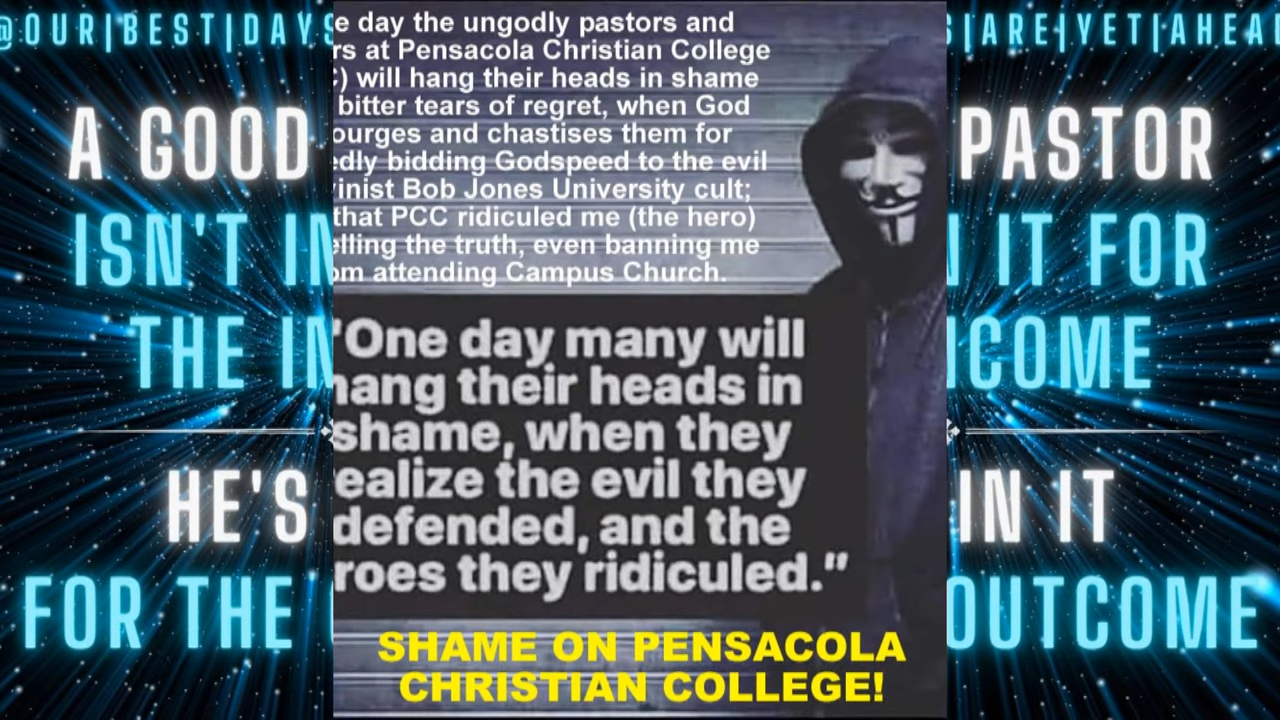 @OUR|BEST|DAYS
A GOOD
ISN'T IN
THE IN
HE'S
FOR THE
e day the ungodly pastors and
rs at Pensacola Christian College
) will hang their heads in shame
bitter tears of regret, when God
ourges and chastises them for
edly bidding Godspeed to the evil
vinist Bob Jones University cult;
that PCC ridiculed me (the hero)
elling the truth, even banning me
om attending Campus Church.
"One day many will
hang their heads in
shame, when they
ealize the evil they
defended, and the
roes they ridiculed."
SHAME ON PENSACOLA
CHRISTIAN COLLEGE!
S|ARE|YET|AHEAD
PASTOR
N IT FOR
NCOME
IN IT
OUTCOME